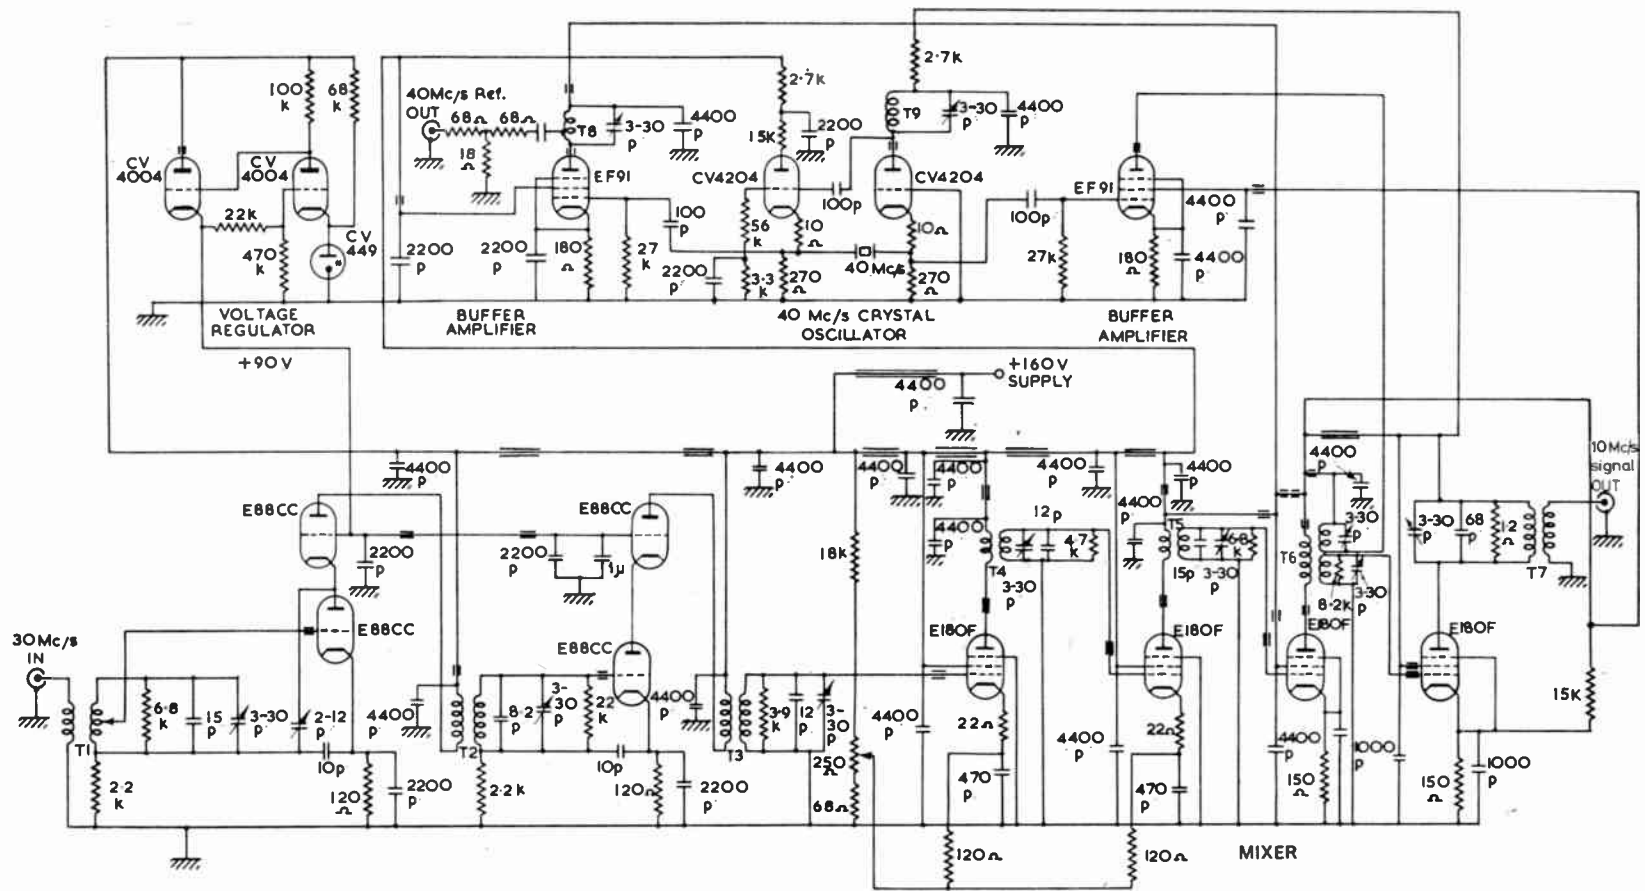 100
k
68
k
CV
4004
CV
4004
22k
470
k
CV
449
VOLTAGE
REGULATOR
+90V
2200
p
40Mc/s Ref.
OUT
68Ω
68Ω
18
Ω
T8
3-30
p
4400
p
EF91
2200
p
180
Ω
27
k
100
p
BUFFER
AMPLIFIER
2.7k
15K
2200
p
CV4204
100p
56
k
10
Ω
2200
p
3.3
k
270
Ω
40Mc/s
40 Mc/s CRYSTAL
OSCILLATOR
2.7k
T9
3-30
p
4400
p
CV4204
10Ω
270
Ω
100p
27k
EF91
4400
p
180
Ω
4400
p
BUFFER
AMPLIFIER
+160V
SUPPLY
4400
p
4400
p
4400
p
4400
p
4400
p
4400
p
4400
p
E88CC
2200
p
E88CC
2200
p
1μ
18k
4400
p
T4
12p
4.7
k
3-30
p
4400
p
T5
15p
6.8
k
3-30
p
T6
3-30
p
8.2k
3-30
p
4400
p
10Mc/s
signal
OUT
3-30
p
68
p
1.2
Ω
T7
E88CC
E88CC
E180F
E180F
E180F
E180F
30Mc/s
IN
T1
6.8
k
15
p
3-30
p
2-12
p
10p
2.2
k
120
Ω
2200
p
4400
p
T2
8.2
p
3-
30
p
22
k
10p
2.2k
120Ω
2200
p
4400
p
T3
3.9
k
12
p
3-
30
p
250
Ω
68Ω
4400
p
22Ω
470
p
120Ω
4400
p
22Ω
470
p
120Ω
4400
p
150
Ω
1000
p
150
Ω
1000
p
15K
MIXER